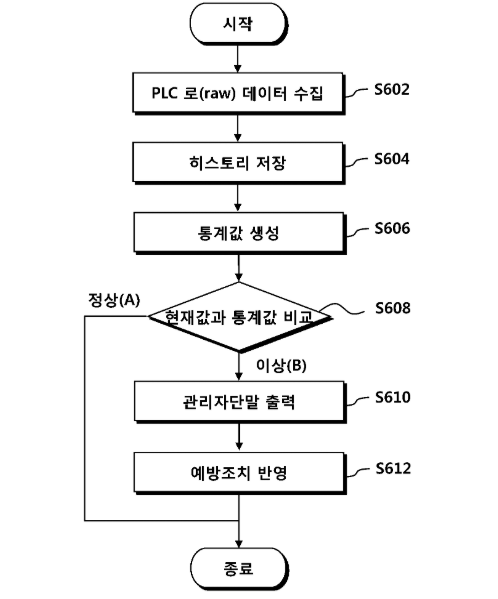 시작
PLC 로(raw) 데이터 수집
S602
히스토리 저장
S604
통계값 생성
S606
정상(A)
현재값과 통계값 비교
S608
이상(B)
관리자단말 출력
S610
예방조치 반영
S612
종료